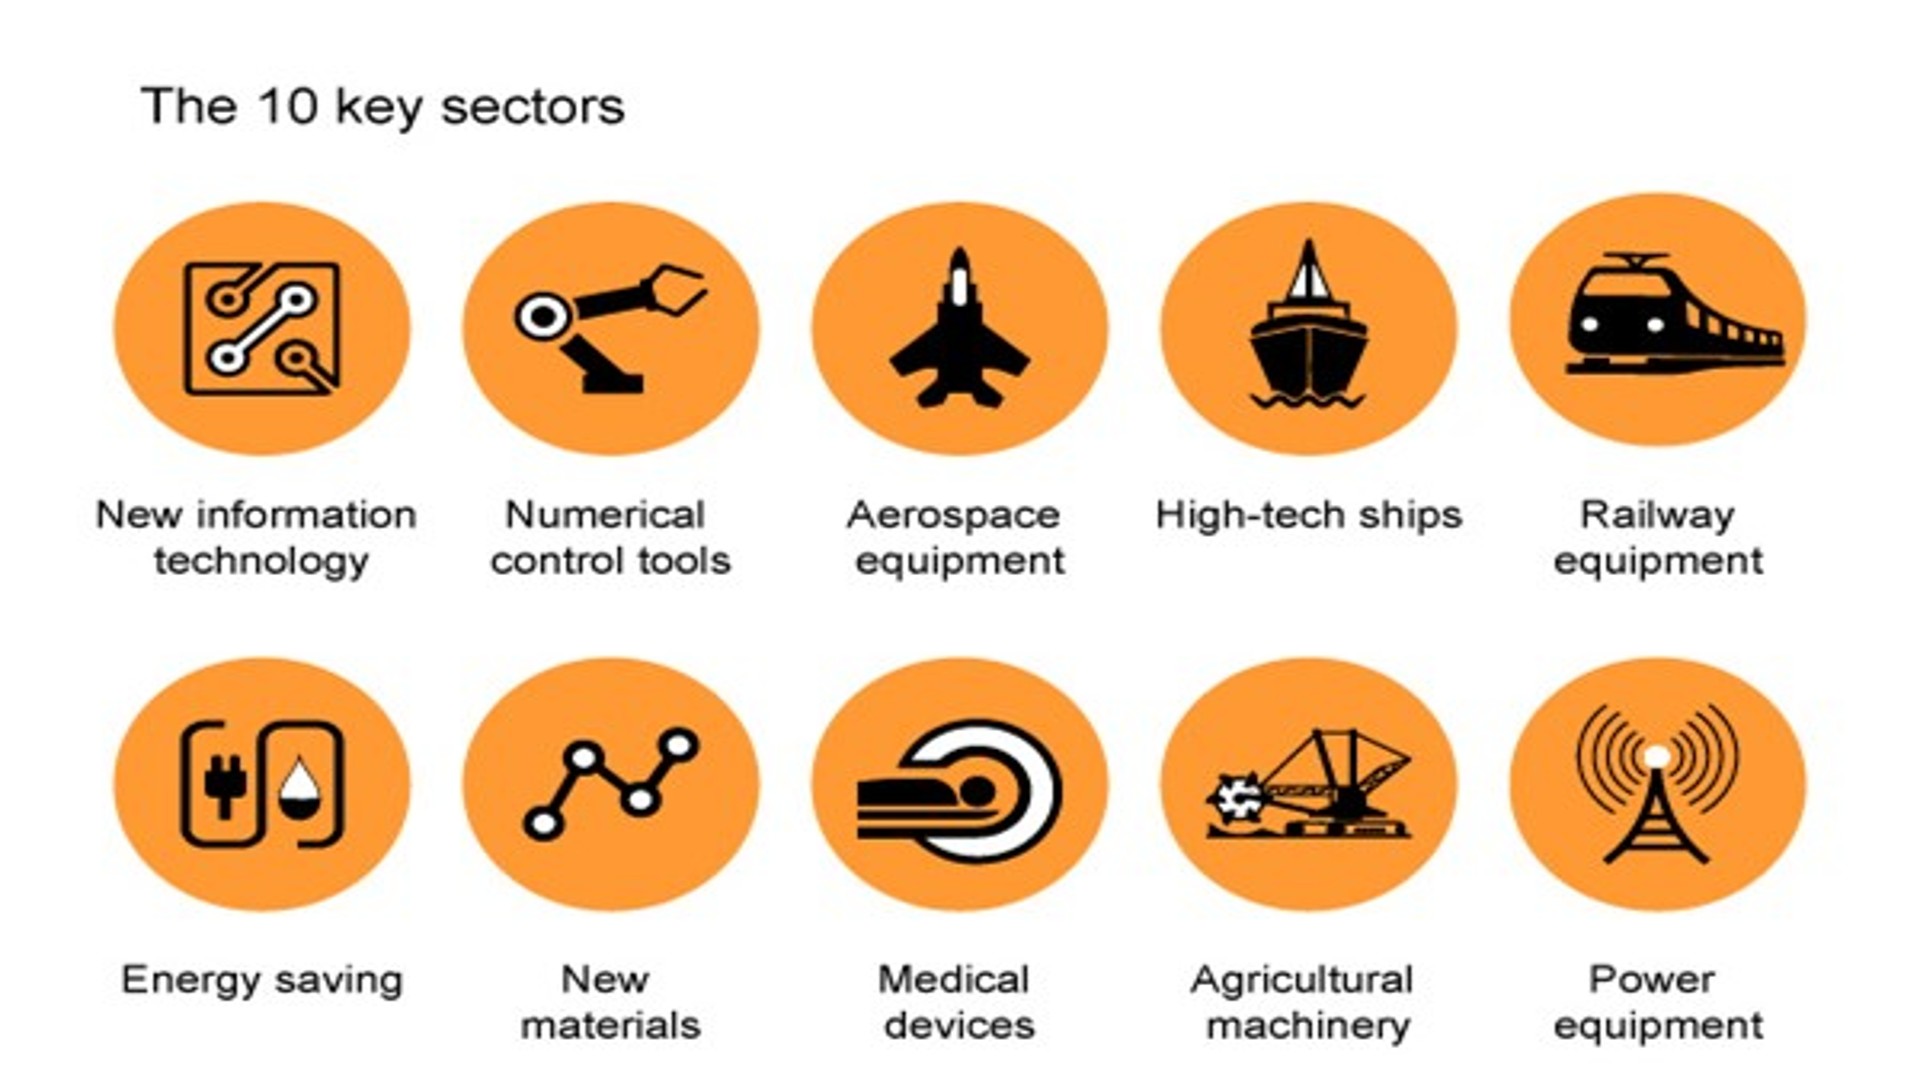 The 10 key sectors
New information
technology
Numerical
control tools
Aerospace
equipment
High-tech ships
Railway
equipment
Energy saving
New
materials
Medical
devices
Agricultural
machinery
Power
equipment